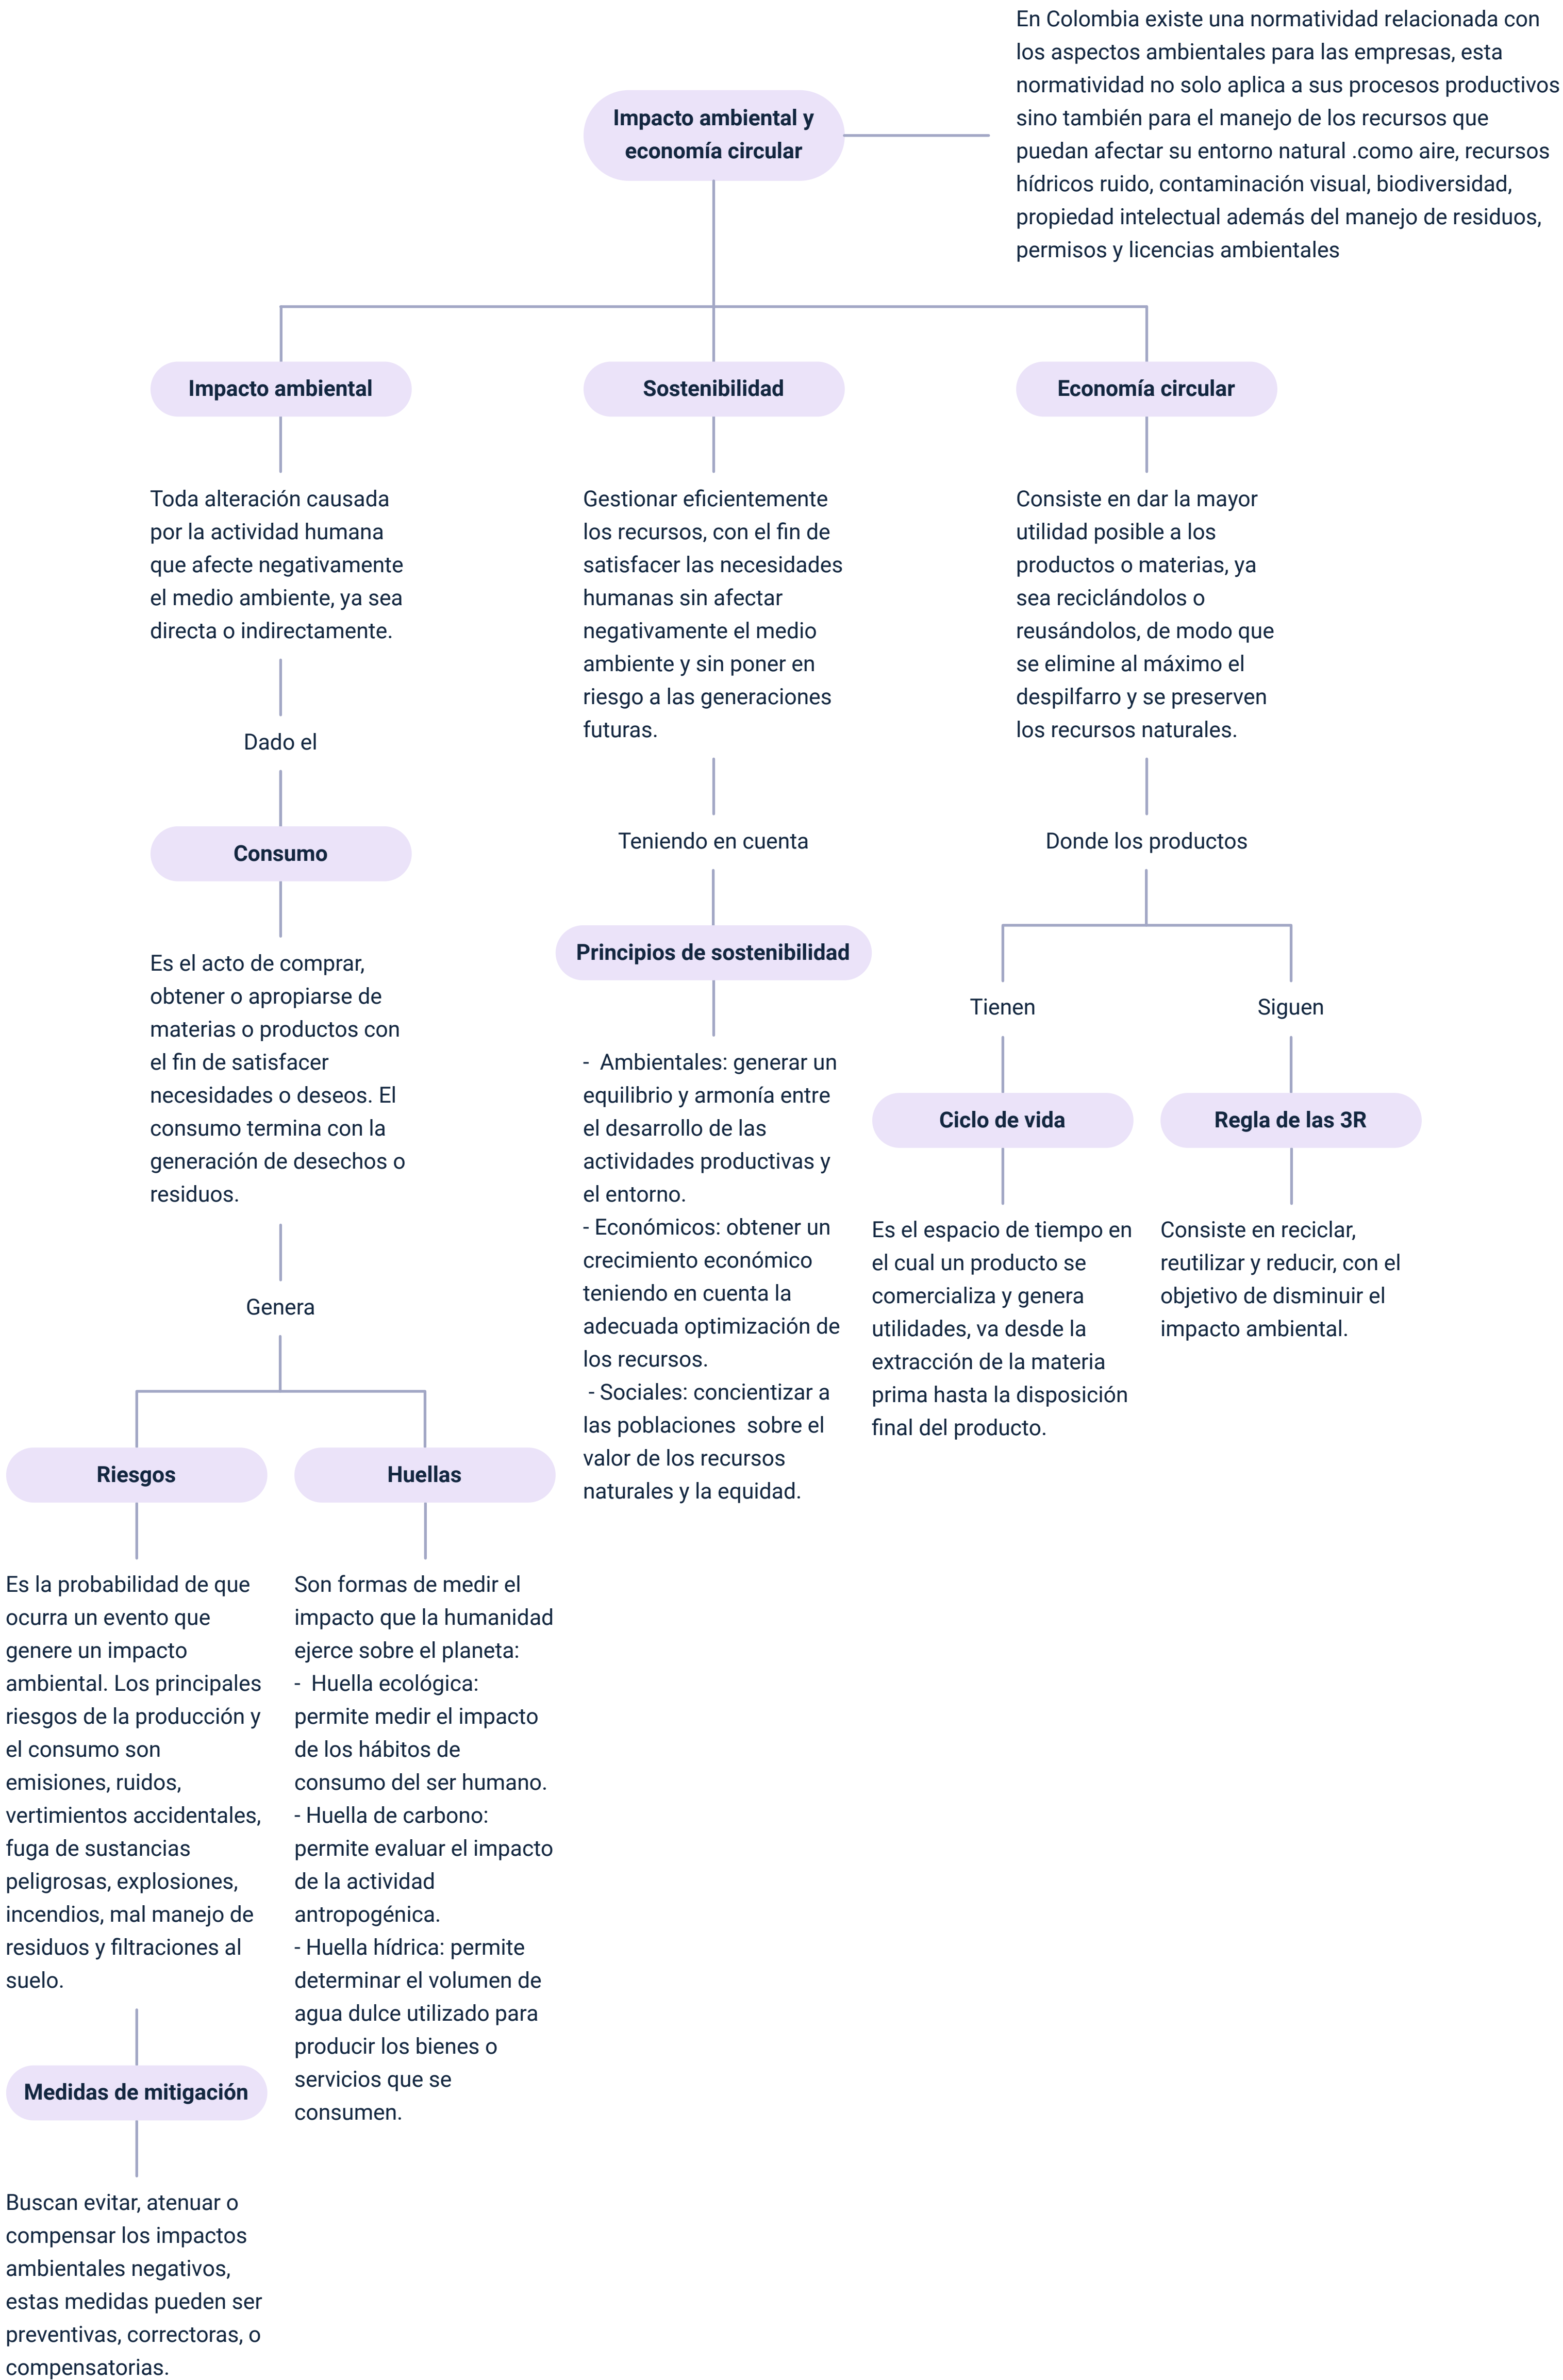 En Colombia existe una normatividad relacionada con
los aspectos ambientales para las empresas, esta
normatividad no solo aplica a sus procesos productivos
sino también para el manejo de los recursos que
puedan afectar su entorno natural .como aire, recursos
hídricos ruido, contaminación visual, biodiversidad,
propiedad intelectual además del manejo de residuos,
permisos y licencias ambientales
Impacto ambiental y
economía circular
Impacto ambiental
Toda alteración causada
por la actividad humana
que afecte negativamente
el medio ambiente, ya sea
directa o indirectamente.
Dado el
Consumo
Es el acto de comprar,
obtener o apropiarse de
materias o productos con
el fin de satisfacer
necesidades o deseos. El
consumo termina con la
generación de desechos o
residuos.
Genera
Riesgos
Es la probabilidad de que
ocurra un evento que
genere un impacto
ambiental. Los principales
riesgos de la producción y
el consumo son
emisiones, ruidos,
vertimientos accidentales,
fuga de sustancias
peligrosas, explosiones,
incendios, mal manejo de
residuos y filtraciones al
suelo.
Medidas de mitigación
Buscan evitar, atenuar o
compensar los impactos
ambientales negativos,
estas medidas pueden ser
preventivas, correctoras, o
compensatorias.
Huellas
Son formas de medir el
impacto que la humanidad
ejerce sobre el planeta:
-  Huella ecológica:
permite medir el impacto
de los hábitos de
consumo del ser humano.
- Huella de carbono:
permite evaluar el impacto
de la actividad
antropogénica.
- Huella hídrica: permite
determinar el volumen de
agua dulce utilizado para
producir los bienes o
servicios que se
consumen.
Sostenibilidad
Gestionar eficientemente
los recursos, con el fin de
satisfacer las necesidades
humanas sin afectar
negativamente el medio
ambiente y sin poner en
riesgo a las generaciones
futuras.
Teniendo en cuenta
Principios de sostenibilidad
-  Ambientales: generar un
equilibrio y armonía entre
el desarrollo de las
actividades productivas y
el entorno.
- Económicos: obtener un
crecimiento económico
teniendo en cuenta la
adecuada optimización de
los recursos.
- Sociales: concientizar a
las poblaciones  sobre el
valor de los recursos
naturales y la equidad.
Economía circular
Consiste en dar la mayor
utilidad posible a los
productos o materias, ya
sea reciclándolos o
reusándolos, de modo que
se elimine al máximo el
despilfarro y se preserven
los recursos naturales.
Donde los productos
Tienen
Ciclo de vida
Es el espacio de tiempo en
el cual un producto se
comercializa y genera
utilidades, va desde la
extracción de la materia
prima hasta la disposición
final del producto.
Siguen
Regla de las 3R
Consiste en reciclar,
reutilizar y reducir, con el
objetivo de disminuir el
impacto ambiental.